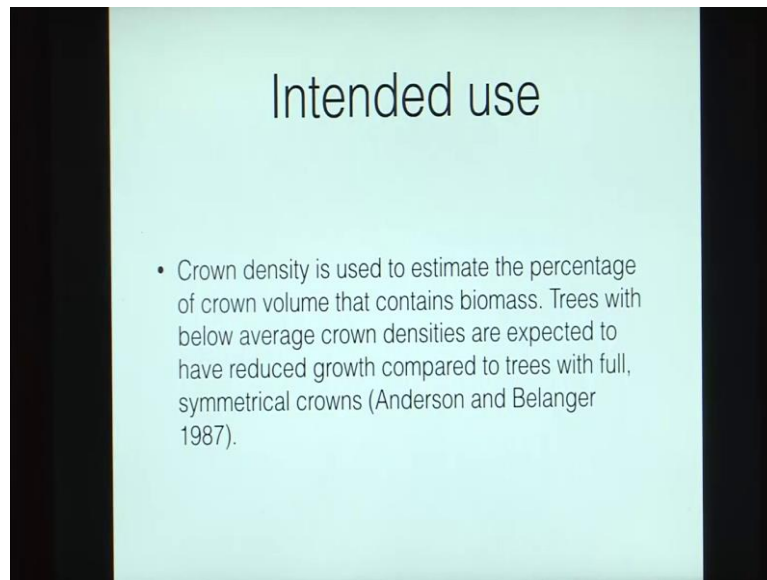 Intended use
• Crown density is used to estimate the percentage
of crown volume that contains biomass. Trees with
below average crown densities are expected to
have reduced growth compared to trees with full,
symmetrical crowns (Anderson and Belanger
1987).